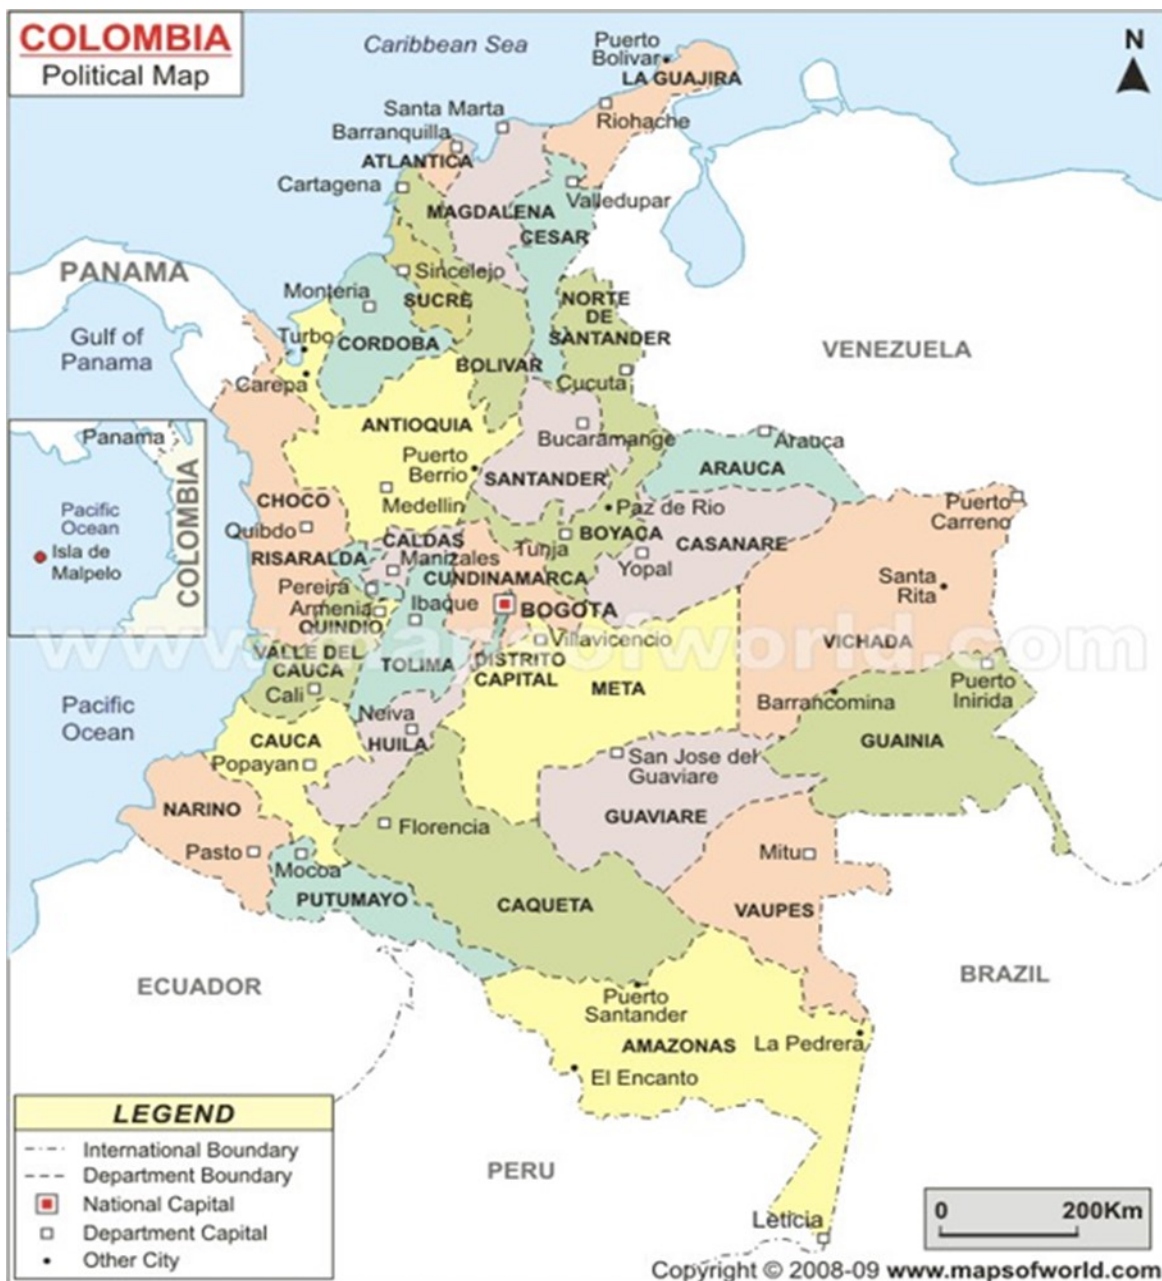 COLOMBIA
Political Map
Caribbean Sea
N
Puerto
Bolivar
LA GUAJIRA
Santa Marta
Riohache
Barranquilla
ATLANTICA
Cartagena
Valledupar
MAGDALENA
CESAR
PANAMA
Sincelejo
Monteria
SUCRE
NORTE
DE
SANTANDER
Gulf of
Panama
Turbo
CORDOBA
VENEZUELA
BOLIVAR
Carepa
Cucuta
ANTIOQUIA
Panama
Bucaramange
Arauca
Puerto
Berrio
ARAUCA
SANTANDER
CHOCO
Medellin
Puerto
Carreno
Pacific
Ocean
COLOMBIA
Paz de Rio
Quibdo
BOYACA
CALDAS
Tunja
CASANARE
Isla de
Malpelo
RISARALDA
Manizales
Yopal
CUNDINAMARCA
Santa
Rita
Pereira
Armenia
Ibaque
BOGOTA
QUINDIO
Villavicencio
www.mapsofworld.com
VICHADA
VALLE DEL
CAUCA
TOLIMA
DISTRITO
CAPITAL
META
Puerto
Inirida
Cali
Barrancomina
Pacific
Ocean
Neiva
CAUCA
HUILA
GUAINIA
Popayan
San Jose del
Guaviare
NARINO
GUAVIARE
Florencia
Pasto
Mocoa
Mitu
PUTUMAYO
CAQUETA
VAUPES
ECUADOR
BRAZIL
Puerto
Santander
AMAZONAS
La Pedrera
El Encanto
LEGEND
International Boundary
Department Boundary
National Capital
Department Capital
Other City
PERU
Leticia
0 200Km
Copyright © 2008-09 www.mapsofworld.com